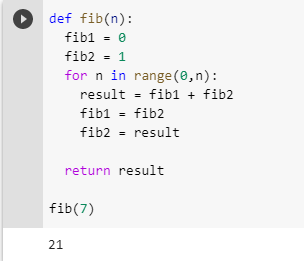 def fib(n):
  fib1 = 0
  fib2 = 1
  for n in range(0,n):
    result = fib1 + fib2
    fib1 = fib2
    fib2 = result

  return result

fib(7)
21